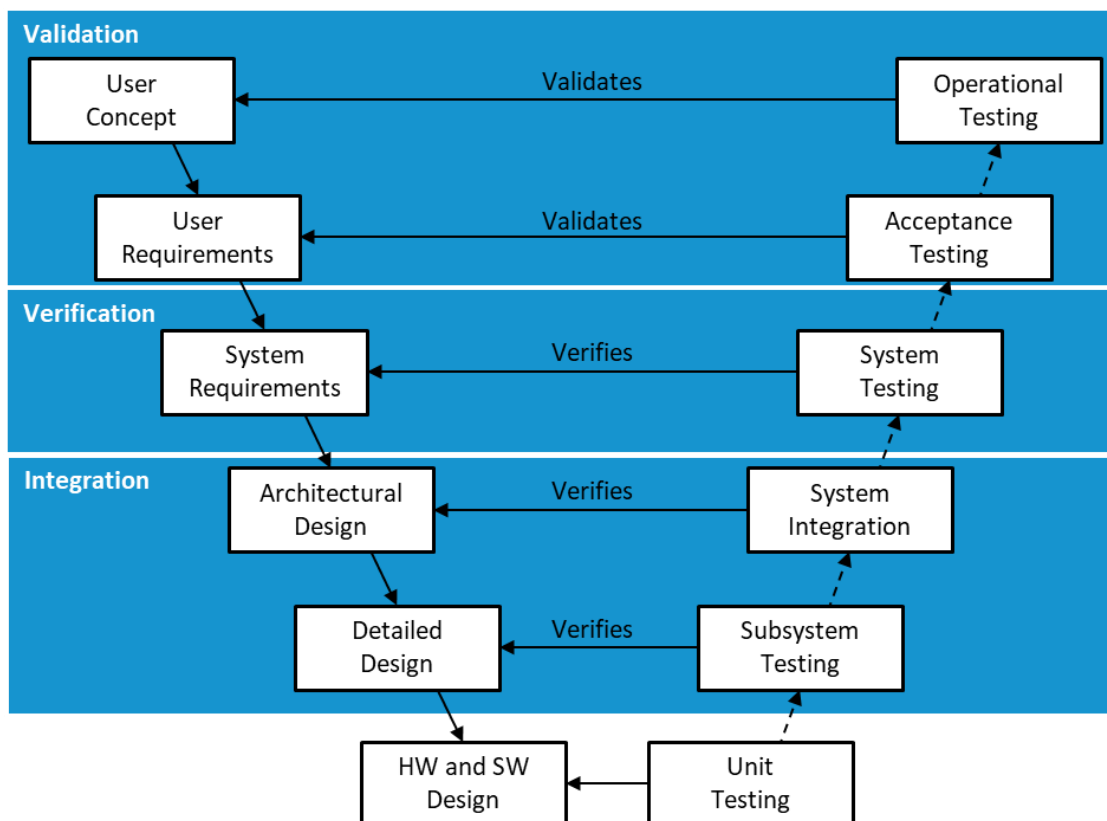 Validation
User
Concept
Validates
Operational
Testing
User
Requirements
Validates
Acceptance
Testing
Verification
System
Requirements
Verifies
System
Testing
Integration
Architectural
Design
Verifies
System
Integration
Detailed
Design
Verifies
Subsystem
Testing
HW and SW
Design
Unit
Testing